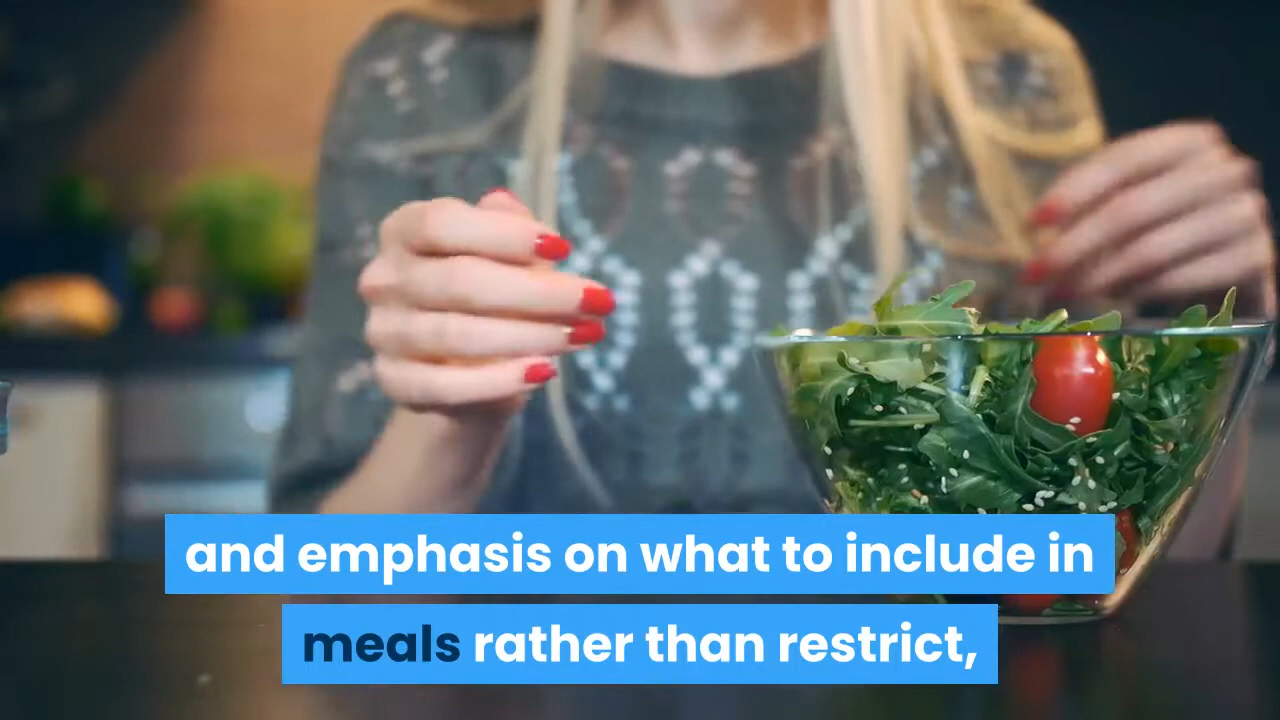 and emphasis on what to include in
meals rather than restrict,